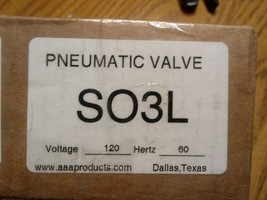 PNEUMATIC VALVE
SO3L
Voltage 120 Hertz 60
www.aaaproducts.com Dallas,Texas